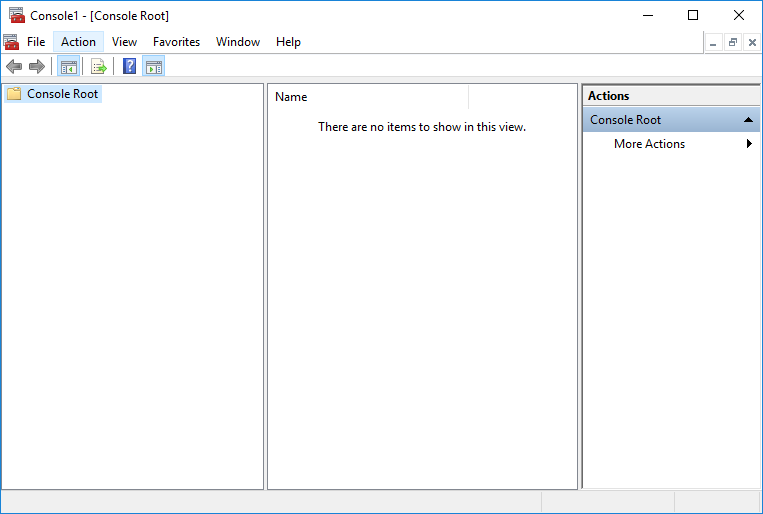 Console1 - [Console Root]
File Action View Favorites Window Help
?
Console Root
Name
There are no items to show in this view.
Actions
Console Root
More Actions